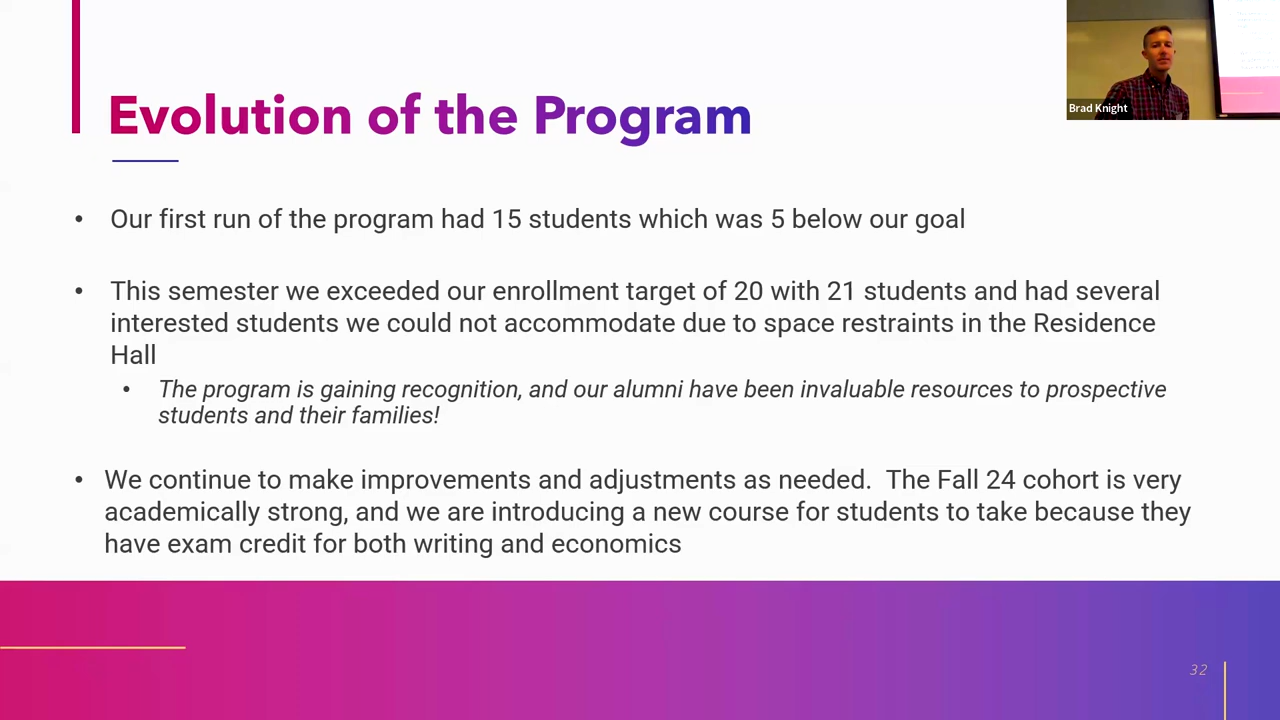 Evolution of the Program
Brad Knight
• Our first run of the program had 15 students which was 5 below our goal
• This semester we exceeded our enrollment target of 20 with 21 students and had several
interested students we could not accommodate due to space restraints in the Residence
Hall
• The program is gaining recognition, and our alumni have been invaluable resources to prospective
students and their families!
• We continue to make improvements and adjustments as needed.  The Fall 24 cohort is very
academically strong, and we are introducing a new course for students to take because they
have exam credit for both writing and economics
32